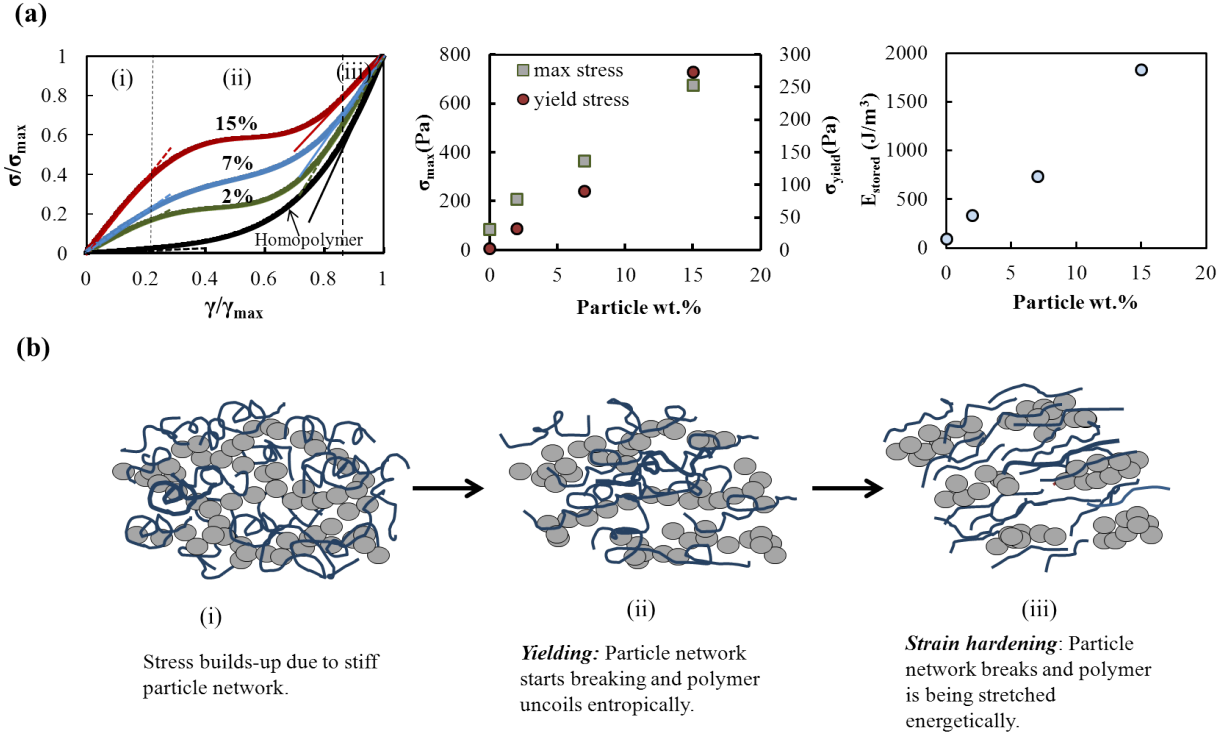 (a)
1
0.8
0.6
0.4
0.2
0
0
0.2
0.4
0.6
0.8
1
σ/σmax
γ/γmax
(i)
(ii)
(iii)
15%
7%
2%
Homopolymer
800
600
400
200
0
300
250
200
150
100
50
0
0
5
10
15
20
σmax(Pa)
σyield(Pa)
max stress
yield stress
Particle wt.%
2000
1500
1000
500
0
0
5
10
15
20
Estored (J/m³)
Particle wt.%
(b)
(i)
Stress builds-up due to stiff
particle network.
(ii)
Yielding: Particle network
starts breaking and polymer
uncoils entropically.
(iii)
Strain hardening: Particle
network breaks and polymer
is being stretched
energetically.